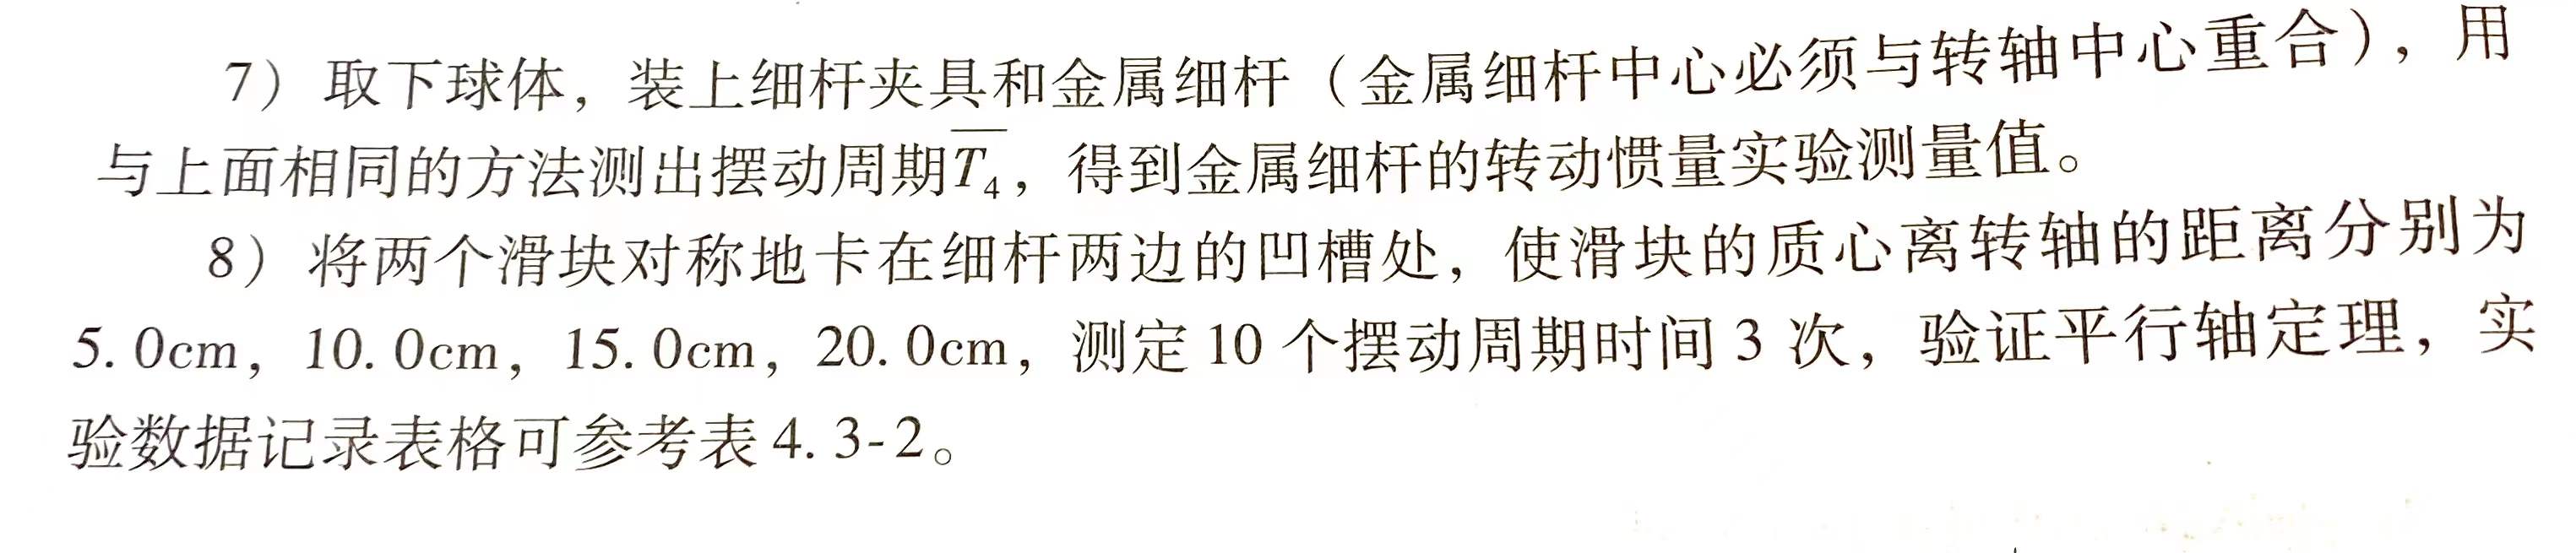 7）取下球体，装上细杆夹具和金属细杆（金属细杆中心必须与转轴中心重合），用
与上面相同的方法测出摆动周期$\overline{T_4}$，得到金属细杆的转动惯量实验测量值。
8）将两个滑块对称地卡在细杆两边的凹槽处，使滑块的质心离转轴的距离分别为
5.0cm，10.0cm，15.0cm，20.0cm，测定10个摆动周期时间3次，验证平行轴定理，实
验数据记录表格可参考表4.3-2。